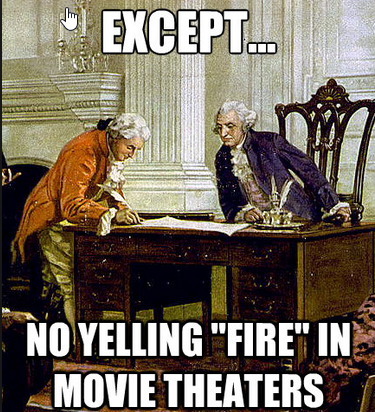 EXCEPT...
NO YELLING "FIRE" IN
MOVIE THEATERS